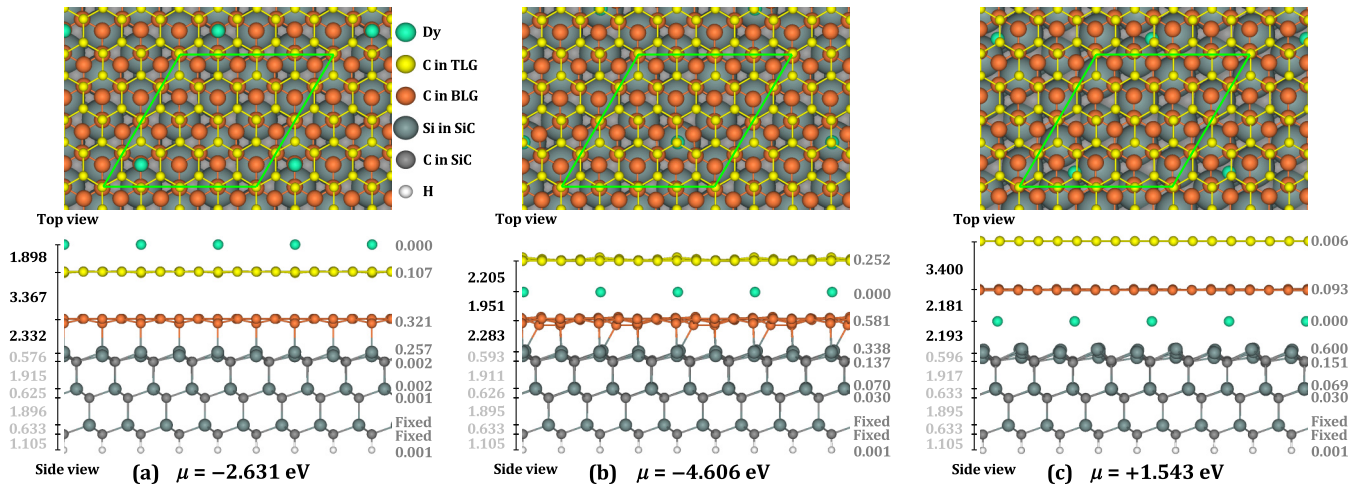 Dy
C in TLG
C in BLG
Si in SiC
C in SiC
H
Top view
1.898
3.367
2.332
0.576
1.915
0.625
1.896
0.633
1.105
0.000
0.107
0.321
0.257
0.002
0.002
0.001
Fixed
Fixed
0.001
Side view
(a) μ = −2.631 eV
Top view
2.205
1.951
2.283
0.593
1.911
0.626
1.895
0.633
1.105
0.252
0.000
0.581
0.338
0.137
0.070
0.030
Fixed
Fixed
0.001
Side view
(b) μ = −4.606 eV
Top view
3.400
2.181
2.193
0.596
1.917
0.633
1.895
0.633
1.105
0.006
0.093
0.000
0.600
0.151
0.069
0.030
Fixed
Fixed
0.001
Side view
(c) μ = +1.543 eV